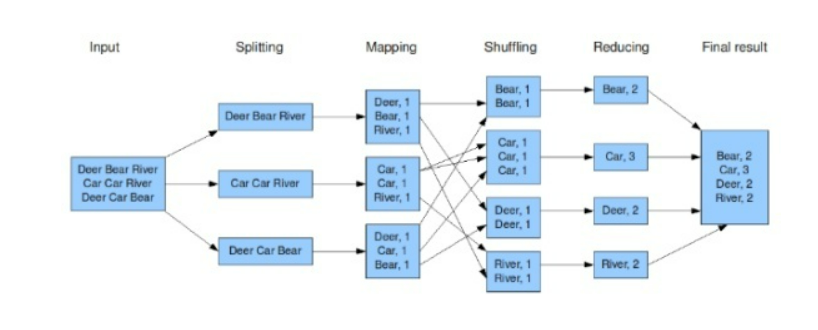 Input
Splitting
Mapping
Shuffling
Reducing
Final result
Deer Bear River
Car Car River
Deer Car Bear
Deer Bear River
Car Car River
Deer Car Bear
Deer, 1
Bear, 1
River, 1
Car, 1
Car, 1
River, 1
Deer, 1
Car, 1
Bear, 1
Bear, 1
Bear, 1
Car, 1
Car, 1
Car, 1
Deer, 1
Deer, 1
River, 1
River, 1
Bear, 2
Car, 3
Deer, 2
River, 2
Bear, 2
Car, 3
Deer, 2
River, 2